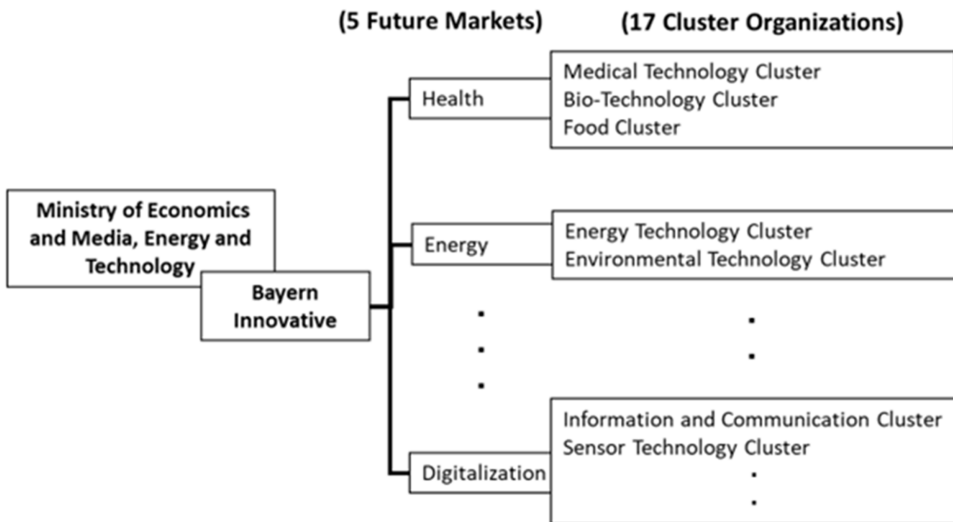 (5 Future Markets)
(17 Cluster Organizations)
Health
Medical Technology Cluster
Bio-Technology Cluster
Food Cluster
Ministry of Economics
and Media, Energy and
Technology
Bayern
Innovative
Energy
Energy Technology Cluster
Environmental Technology Cluster
Digitalization
Information and Communication Cluster
Sensor Technology Cluster